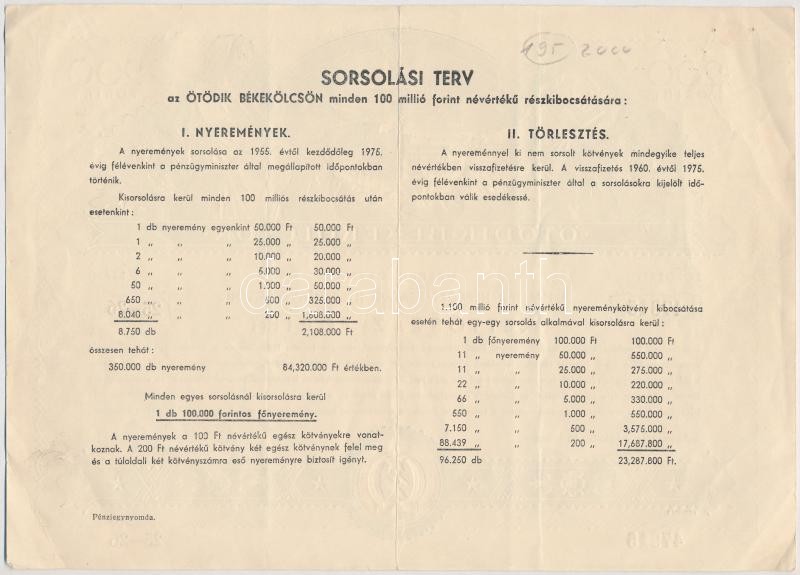 195 2000
SORSOLÁSI TERV
az ÖTÖDIK BÉKEKÖLCSÖN minden 100 millió forint névértékű részkibocsátására:
I. NYEREMÉNYEK.
A nyeremények sorsolása az 1955. évtől kezdődőleg 1975.
évig félévenkint a pénzügyminiszter által megállapított időpontokban
történik.
Kisorsolásra kerül minden 100 milliós részkibocsátás után
esetenkint:
1 db nyeremény egyenkint 50.000 Ft 50.000 Ft
1 „ „ „ 25.000 „ 25.000 „
2 „ „ „ 10.000 „ 20.000 „
6 „ „ „ 5.000 „ 30.000 „
50 „ „ „ 1.000 „ 50.000 „
650 „ „ „ 500 „ 325.000 „
8.040 „ „ „ 200 „ 1,608.000 „
8.750 db 2,108.000 Ft
összesen tehát:
350.000 db nyeremény 84,320.000 Ft értékben.
Minden egyes sorsolásnál kisorsolásra kerül
1 db 100.000 forintos főnyeremény.
A nyeremények a 100 Ft névértékű egész kötvényekre vonat-
koznak. A 200 Ft névértékű kötvény két egész kötvénynek felel meg
és a túloldali két kötvényszámra eső nyereményre biztosít igényt.
Pénzjegynyomda.
II. TÖRLESZTÉS.
A nyereménnyel ki nem sorsolt kötvények mindegyike teljes
névértékben visszafizetésre kerül. A visszafizetés 1960. évtől 1975.
évig félévenkint a pénzügyminiszter által a sorsolásokra kijelölt idő-
pontokban válik esedékessé.
1.100 millió forint névértékű nyereménykötvény kibocsátása
esetén tehát egy-egy sorsolás alkalmával kisorsolásra kerül:
1 db főnyeremény 100.000 Ft 100.000 Ft
11 „ nyeremény 50.000 „ 550.000 „
11 „ „ 25.000 „ 275.000 „
22 „ „ 10.000 „ 220.000 „
66 „ „ 5.000 „ 330.000 „
550 „ „ 1.000 „ 550.000 „
7.150 „ „ 500 „ 3,575.000 „
88.439 „ „ 200 „ 17,687.800 „
96.250 db 23,287.800 Ft.
darabanth